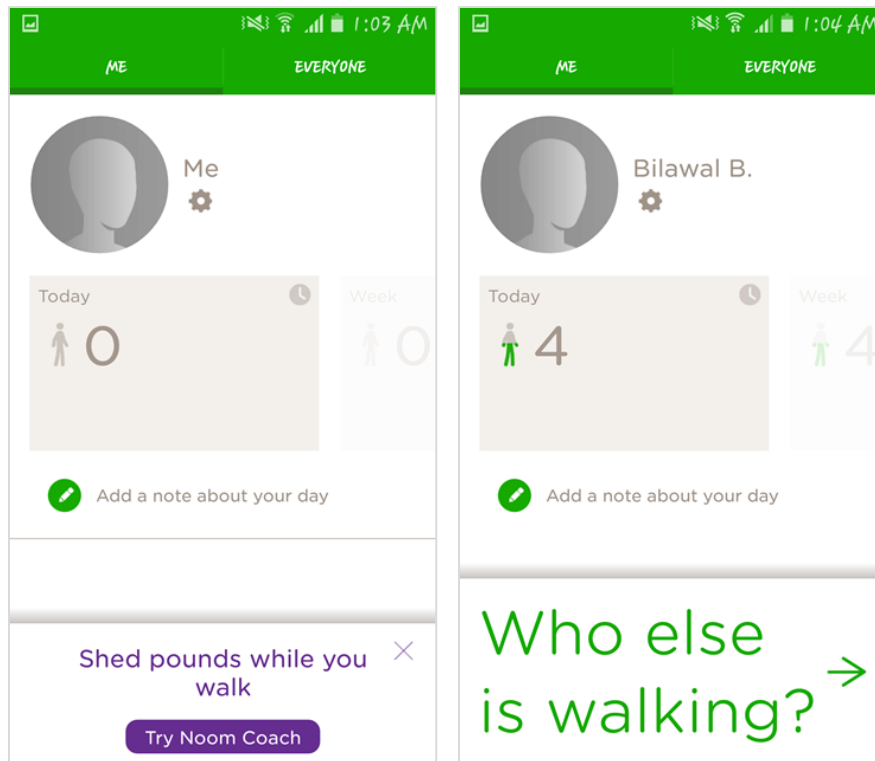 1:03 AM
ME EVERYONE
Me
Today Week
0 0
Add a note about your day
Shed pounds while you
walk
Try Noom Coach
1:04 AM
ME EVERYONE
Bilawal B.
Today Week
4 4
Add a note about your day
Who else
is walking?